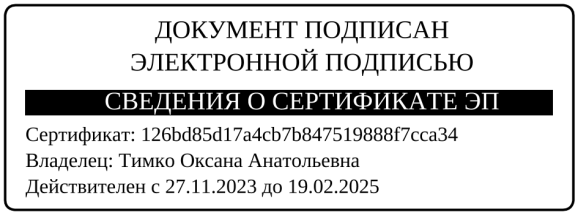 ДОКУМЕНТ ПОДПИСАН
ЭЛЕКТРОННОЙ ПОДПИСЬЮ
СВЕДЕНИЯ О СЕРТИФИКАТЕ ЭП
Сертификат: 126bd85d17a4cb7b847519888f7cca34
Владелец: Тимко Оксана Анатольевна
Действителен с 27.11.2023 до 19.02.2025